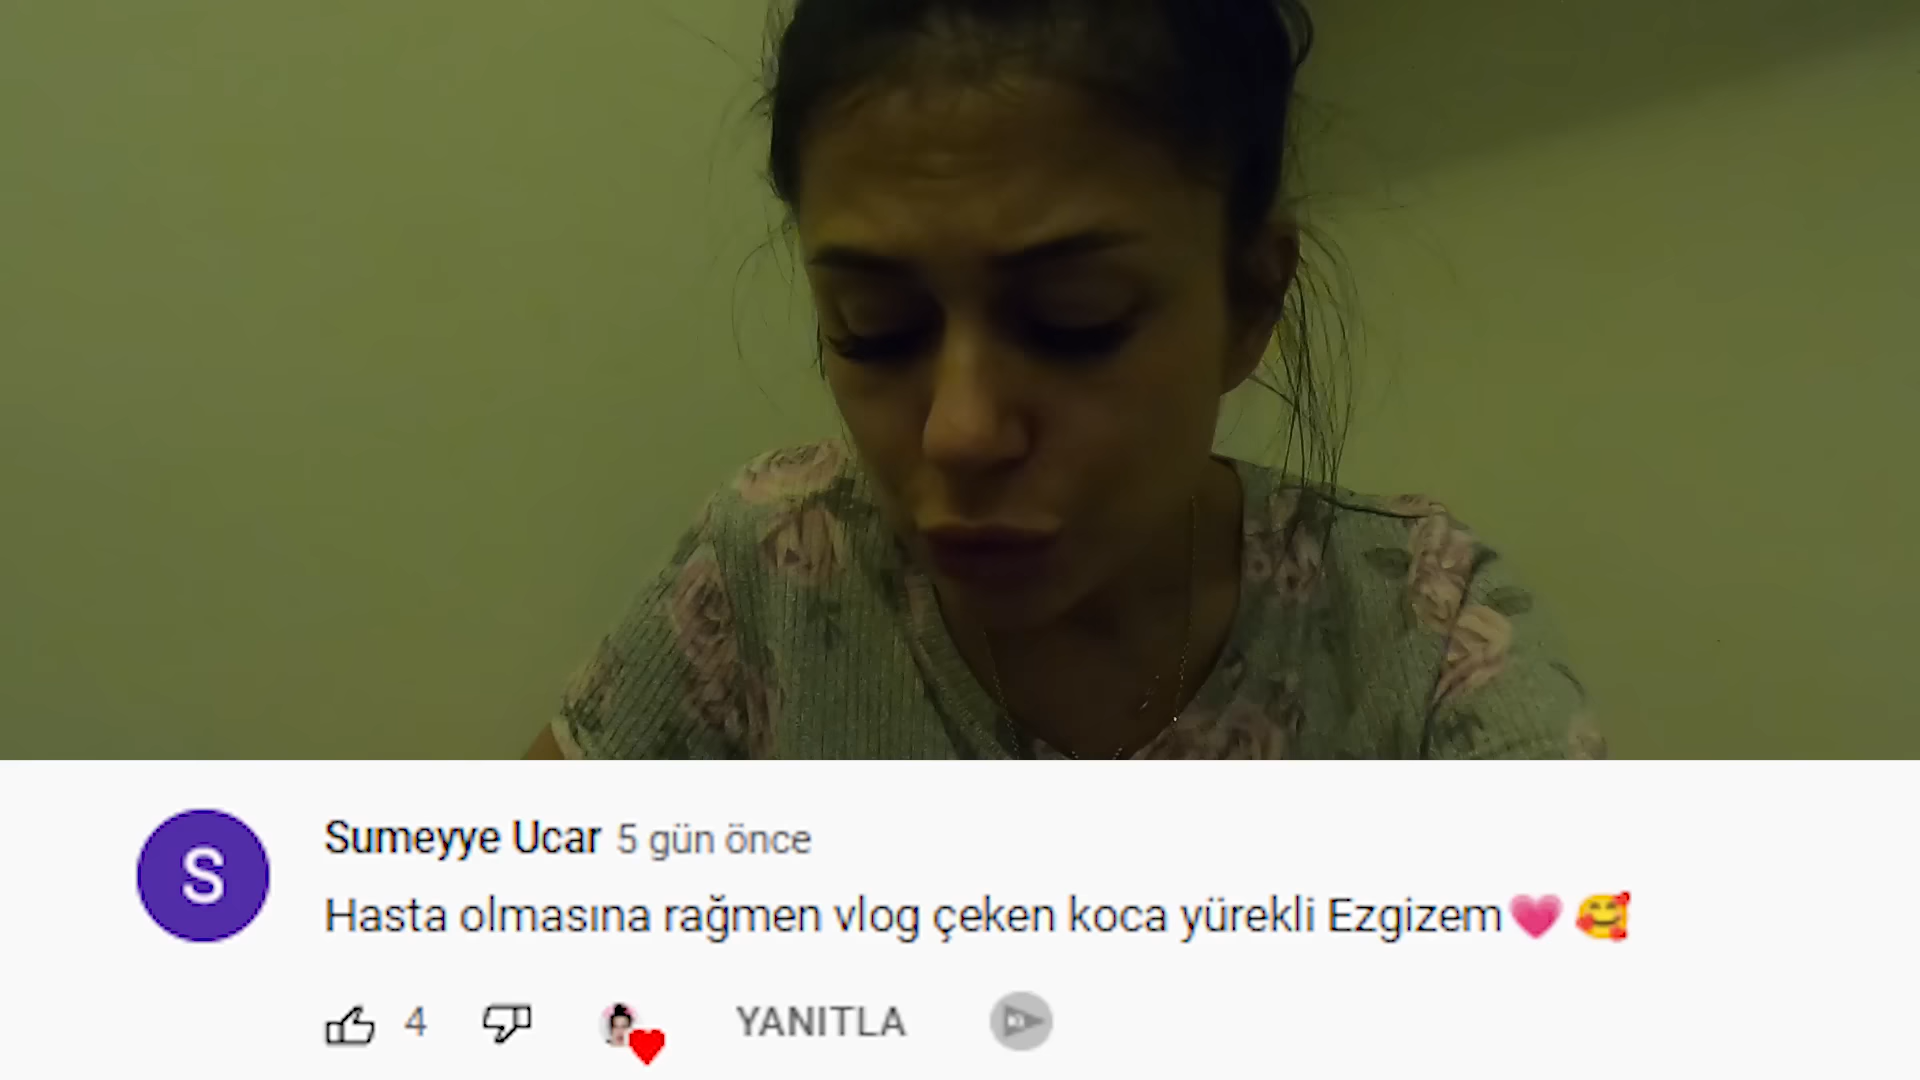 S
Sumeyye Ucar 5 gün önce
Hasta olmasına rağmen vlog çeken koca yürekli Ezgizem💗 🥰
4 YANITLA